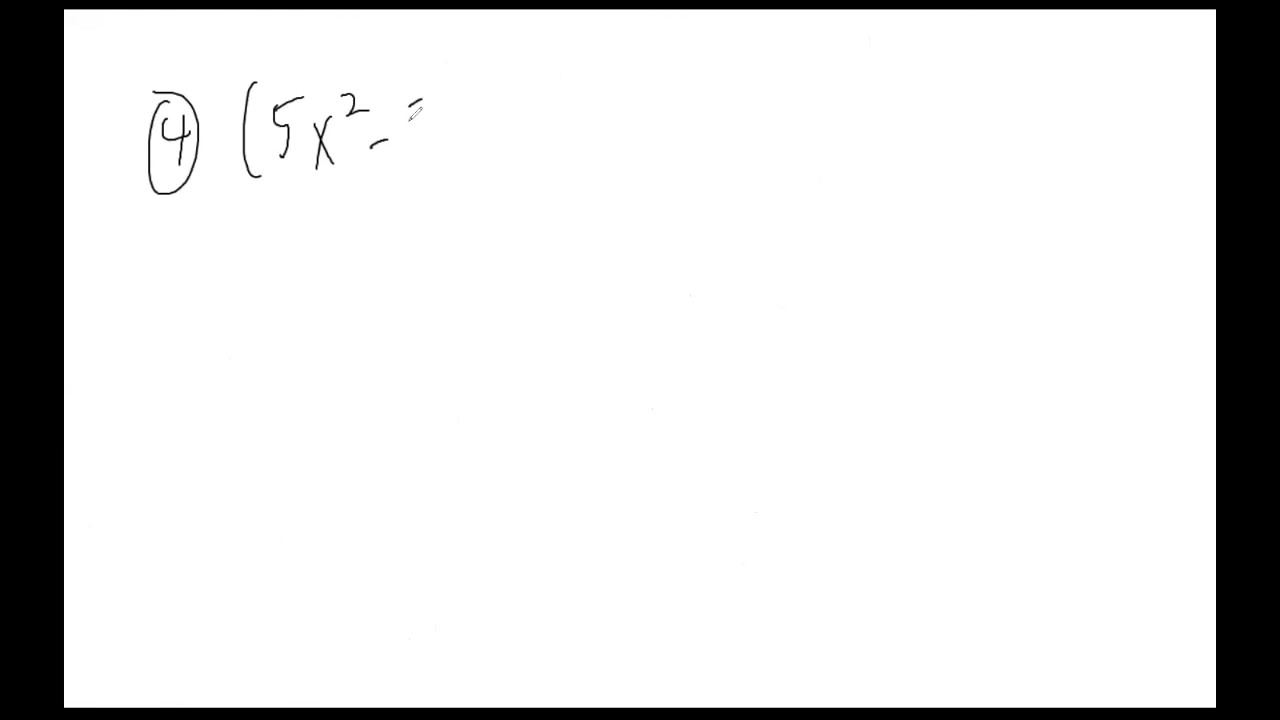 ④ (5x² -